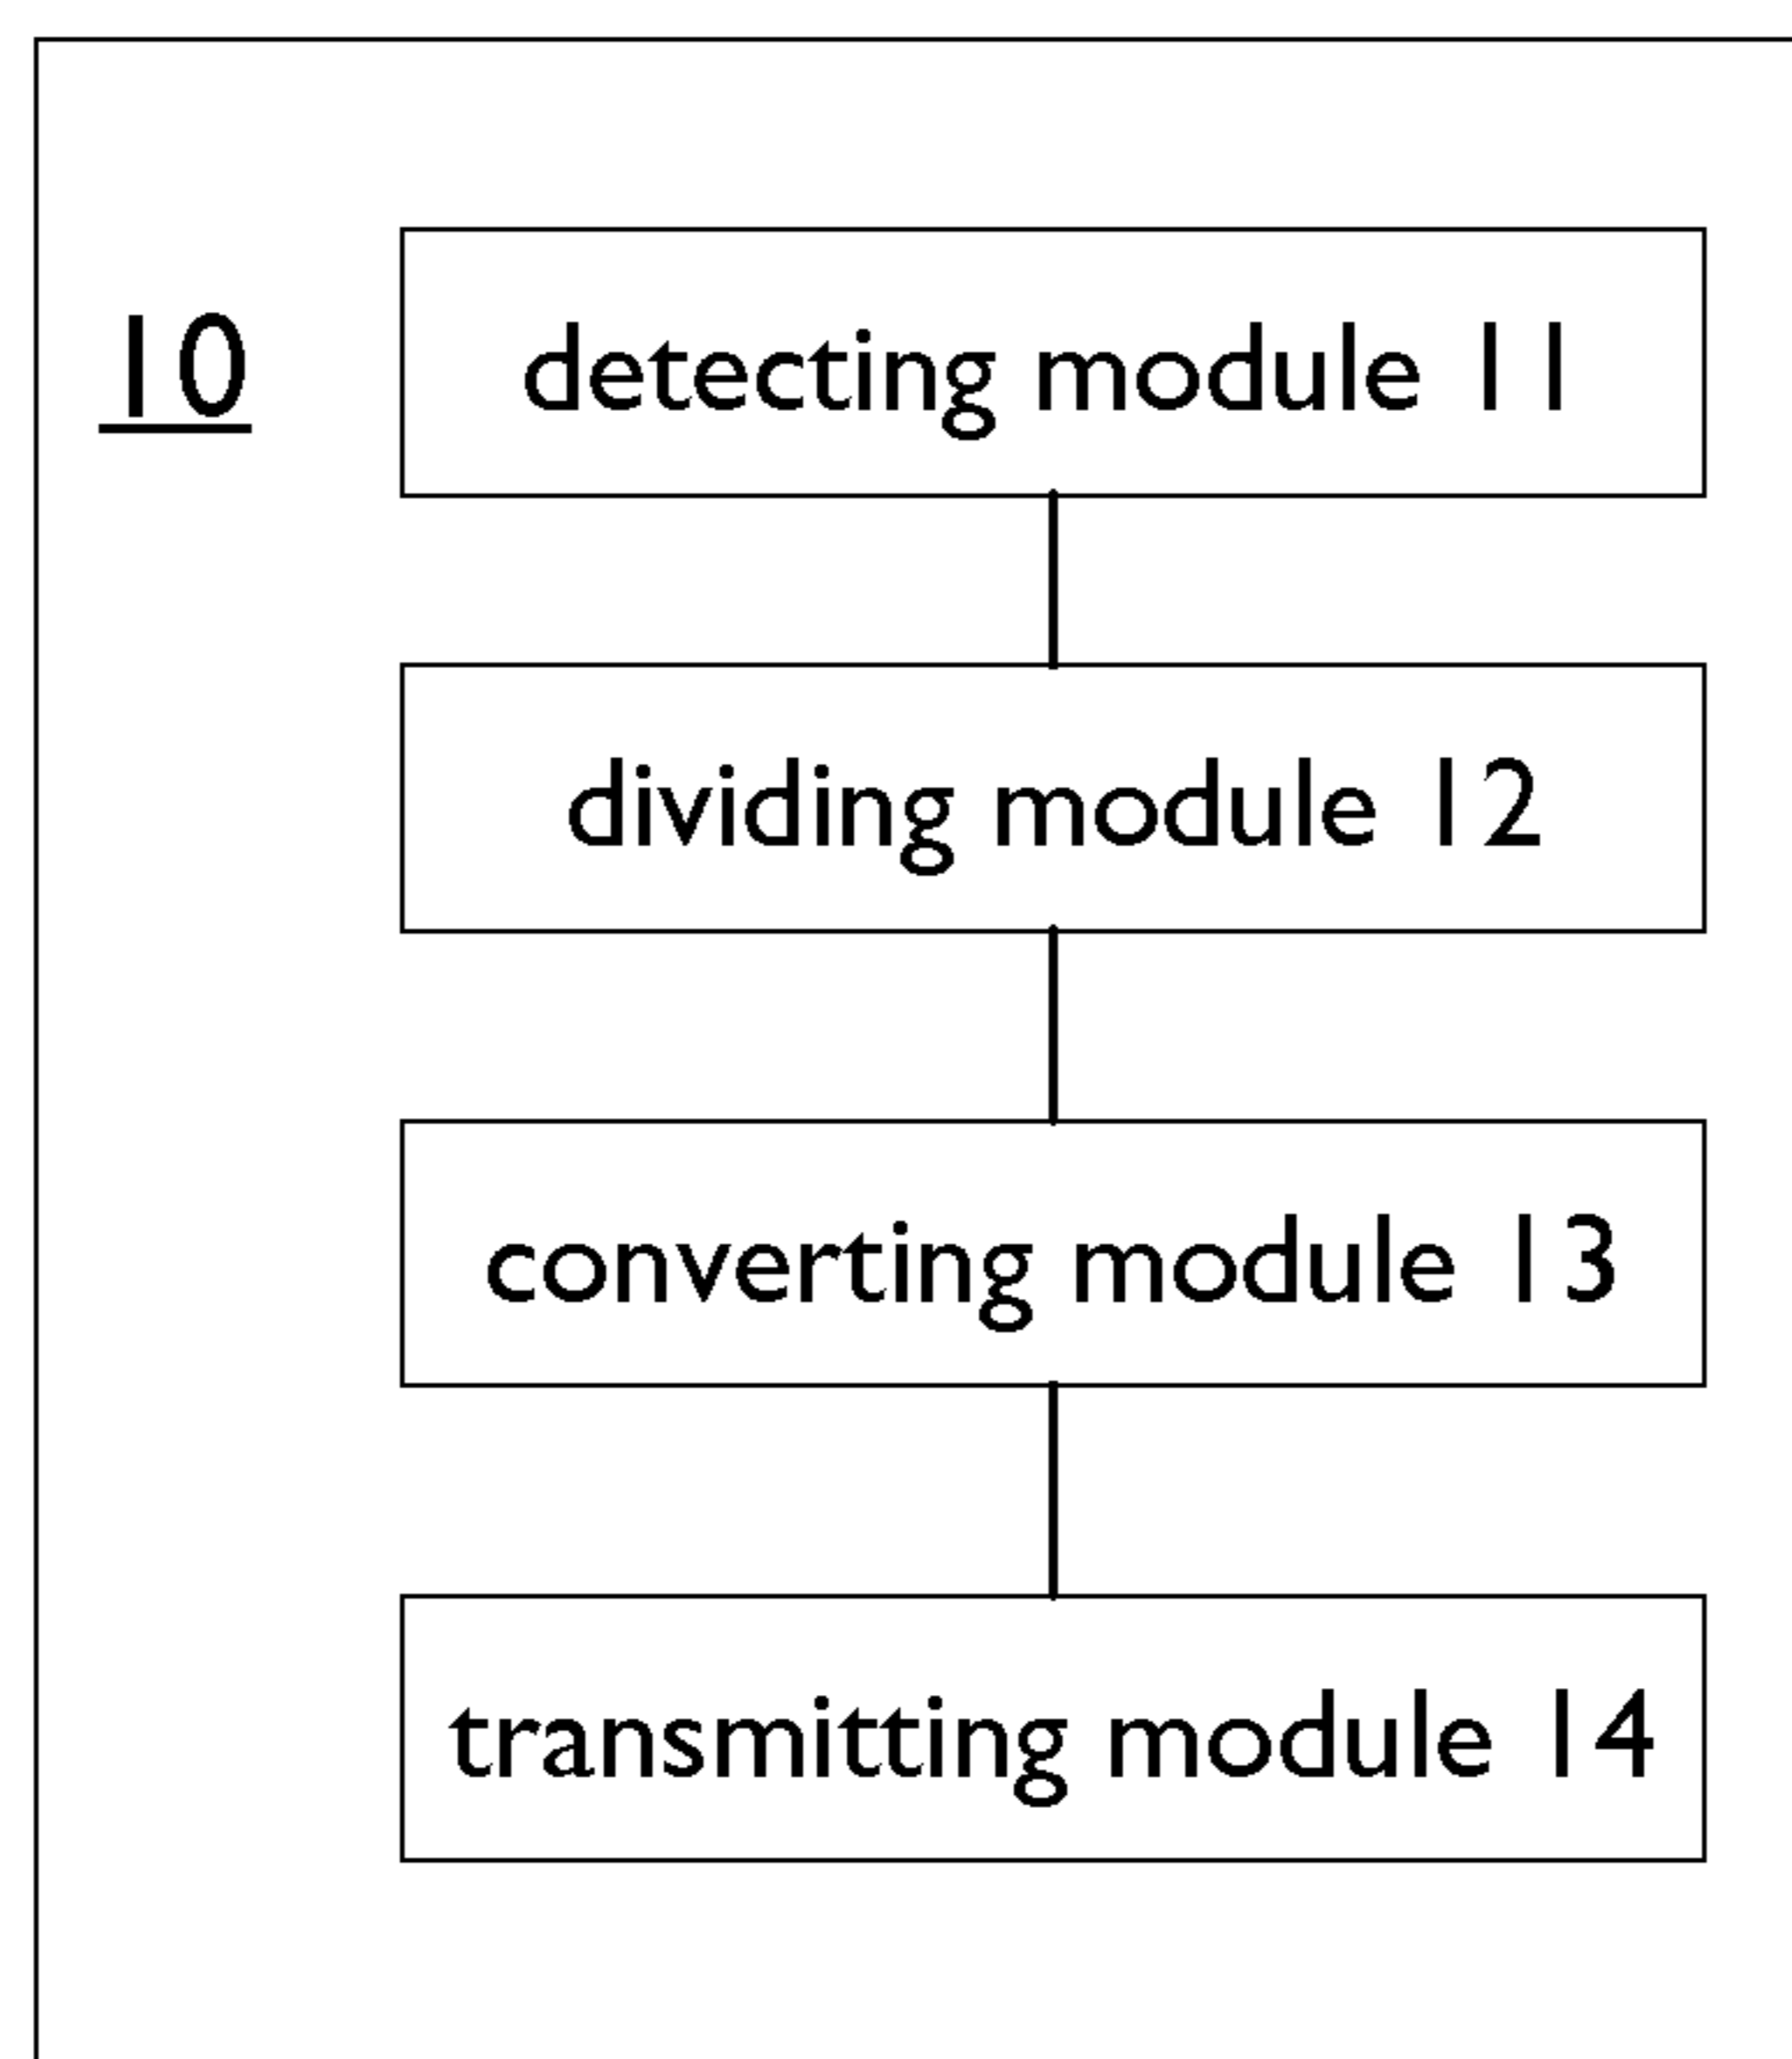 10
detecting module 11
dividing module 12
converting module 13
transmitting module 14